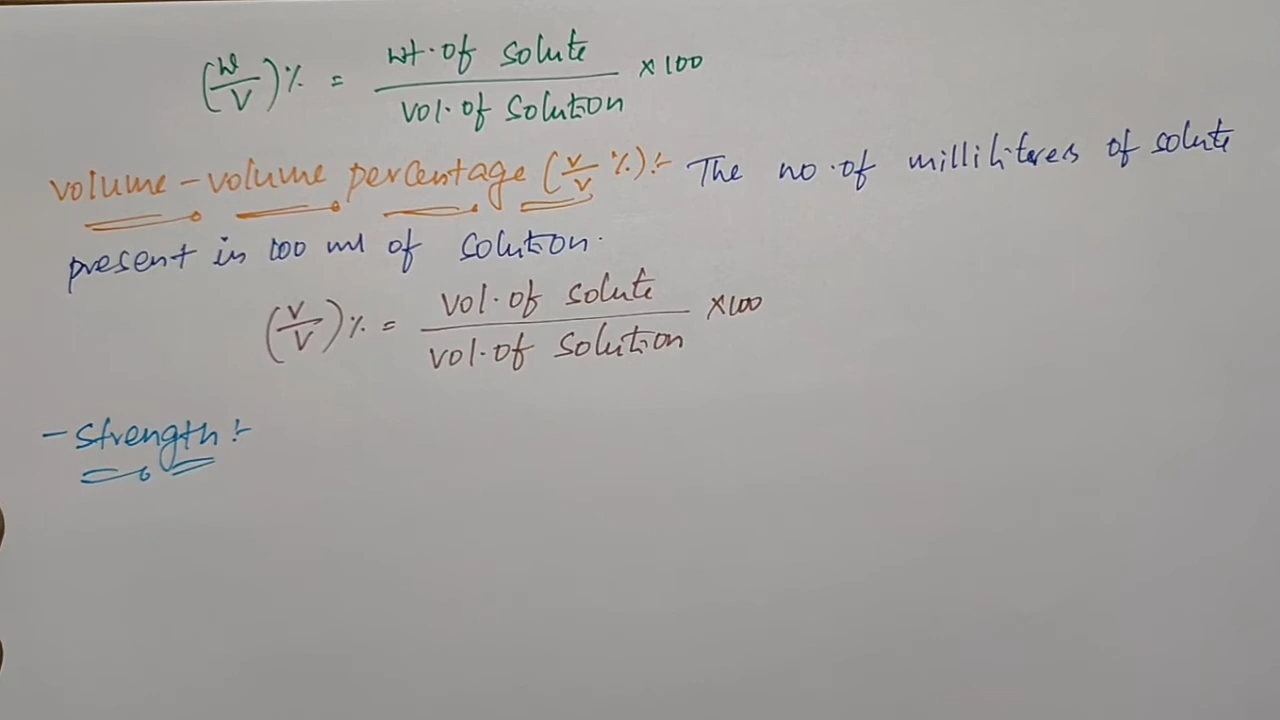 (w/v)% = wt. of solute / vol. of solution ×100
volume-volume percentage (v/v %):- The no. of milliliteres of solute
present in 100 ml of solution.
(v/v)% = vol. of solute / vol. of solution ×100
- Strength:-